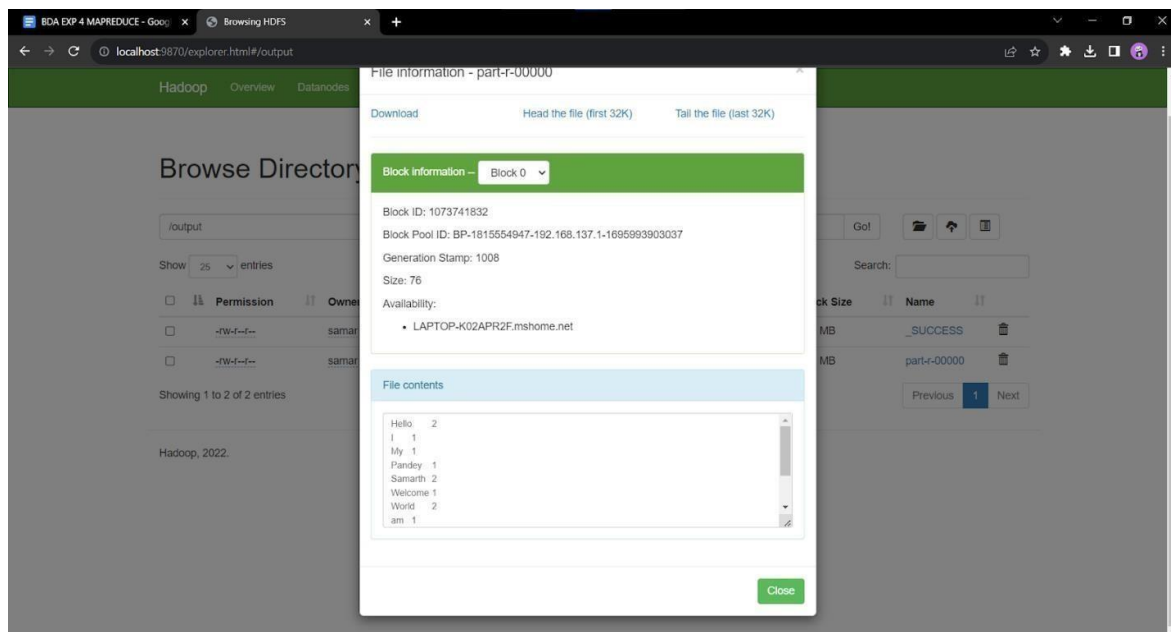 BDA EXP 4 MAPREDUCE - Goog
Browsing HDFS
localhost:9870/explorer.html#/output
Hadoop Overview Datanodes
File information - part-r-00000
Download Head the file (first 32K) Tail the file (last 32K)
Browse Directory
Block information -- Block 0
/output Go!
Block ID: 1073741832
Block Pool ID: BP-1815554947-192.168.137.1-1695993903037
Generation Stamp: 1008
Size: 76
Availability:
LAPTOP-K02APR2F.mshome.net
Show 25 entries Search:
Permission Owne ck Size Name
-rw-r--r-- samar MB _SUCCESS
-rw-r--r-- samar MB part-r-00000
Showing 1 to 2 of 2 entries Previous 1 Next
File contents
Hello 2
I 1
My 1
Pandey 1
Samarth 2
Welcome 1
World 2
am 1
Hadoop, 2022.
Close